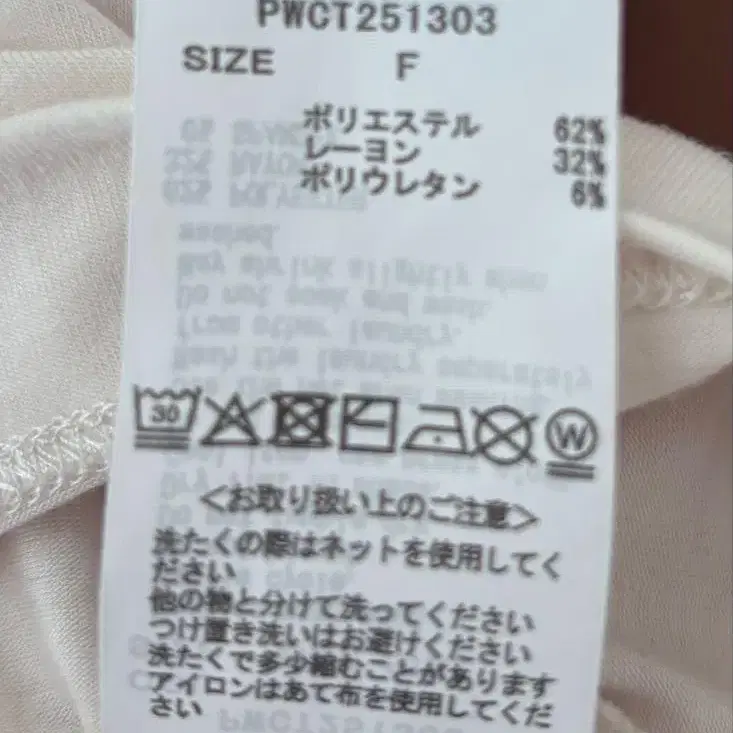 PWCT251303
SIZE F
ポリエステル 62%
レーヨン 32%
ポリウレタン 6%
30
W
<お取り扱い上のご注意>
洗たくの際はネットを使用してく
ださい
他の物と分けて洗ってください
つけ置き洗いはお避けください
洗たくで多少縮むことがあります
アイロンはあて布を使用してくだ
さい